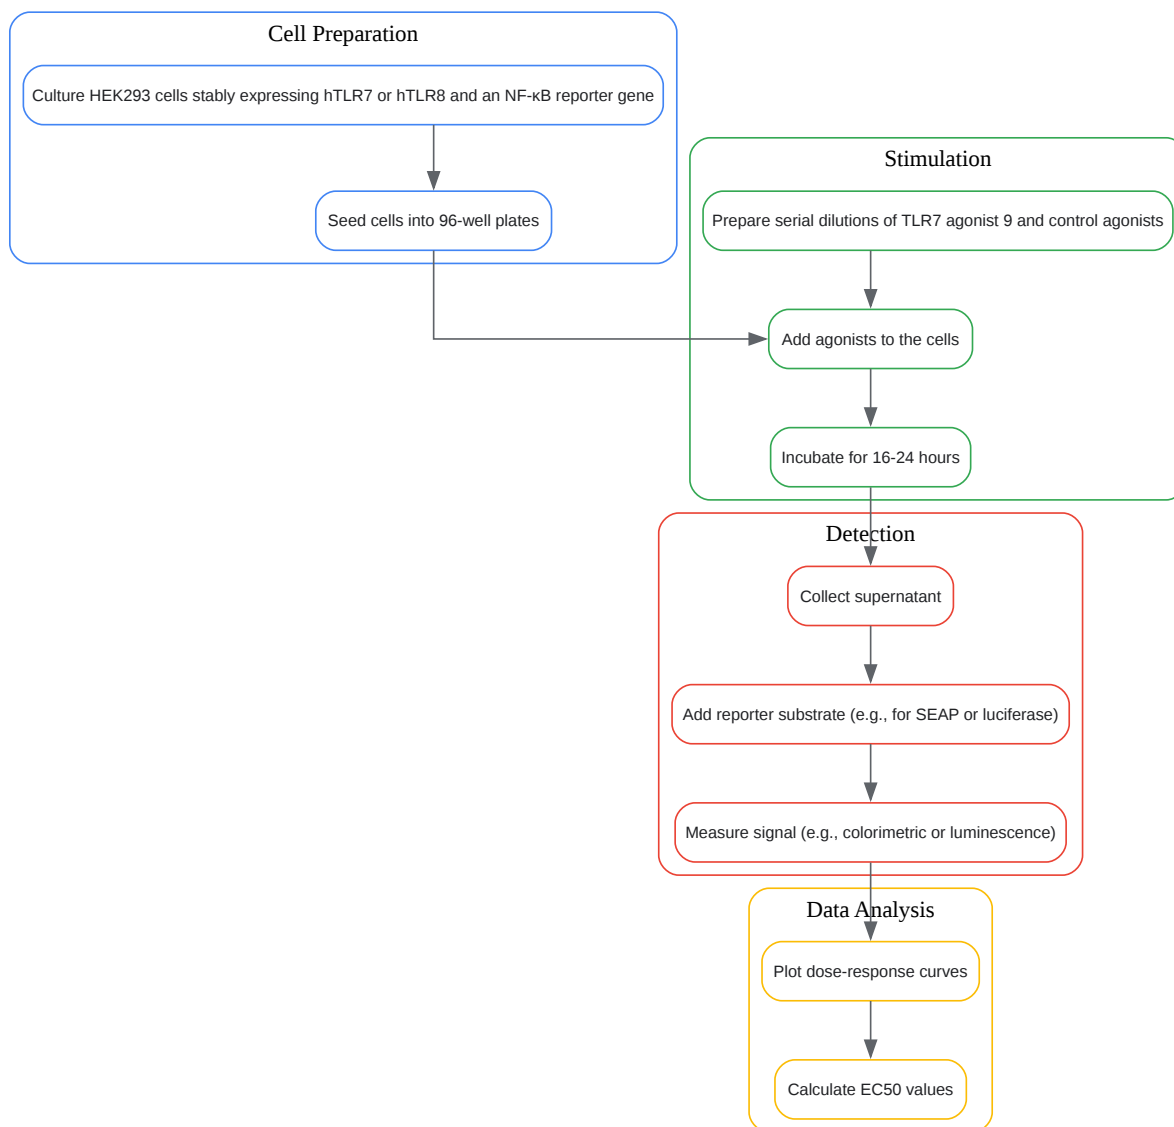 Cell Preparation
Culture HEK293 cells stably expressing hTLR7 or hTLR8 and an NF-κB reporter gene
Seed cells into 96-well plates
Stimulation
Prepare serial dilutions of TLR7 agonist 9 and control agonists
Add agonists to the cells
Incubate for 16-24 hours
Detection
Collect supernatant
Add reporter substrate (e.g., for SEAP or luciferase)
Measure signal (e.g., colorimetric or luminescence)
Data Analysis
Plot dose-response curves
Calculate EC50 values